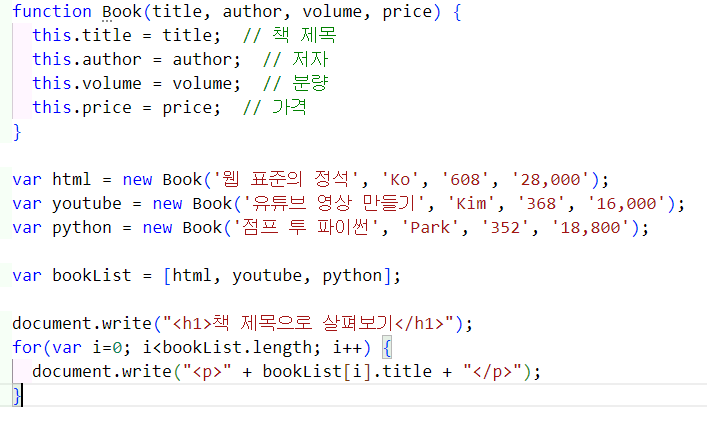 function Book(title, author, volume, price) {
  this.title = title;  // 책 제목
  this.author = author;  // 저자
  this.volume = volume;  // 분량
  this.price = price;  // 가격
}

var html = new Book('웹 표준의 정석', 'Ko', '608', '28,000');
var youtube = new Book('유튜브 영상 만들기', 'Kim', '368', '16,000');
var python = new Book('점프 투 파이썬', 'Park', '352', '18,800');

var bookList = [html, youtube, python];

document.write("<h1>책 제목으로 살펴보기</h1>");
for(var i=0; i<bookList.length; i++) {
  document.write("<p>" + bookList[i].title + "</p>");
}